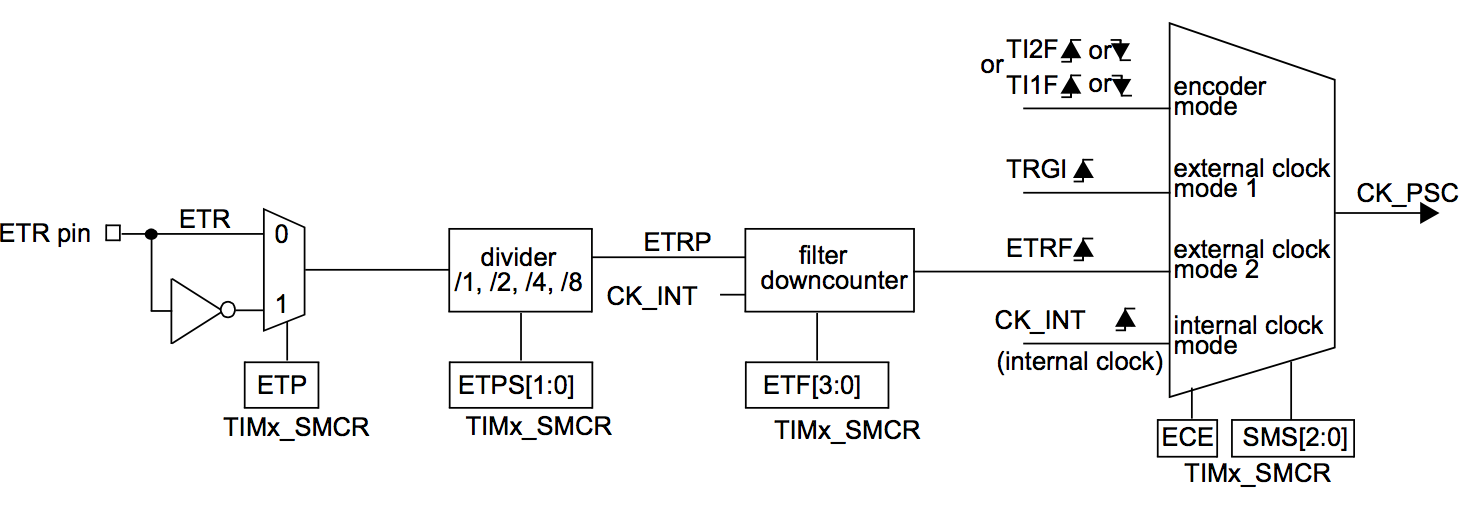 TI2F or
or
TI1F or
encoder
mode
TRGI
external clock
mode 1
CK_PSC
ETR pin
ETR
0
1
divider
/1, /2, /4, /8
ETRP
CK_INT
filter
downcounter
ETRF
external clock
mode 2
CK_INT
(internal clock)
internal clock
mode
ETP
TIMx_SMCR
ETPS[1:0]
TIMx_SMCR
ETF[3:0]
TIMx_SMCR
ECE
SMS[2:0]
TIMx_SMCR